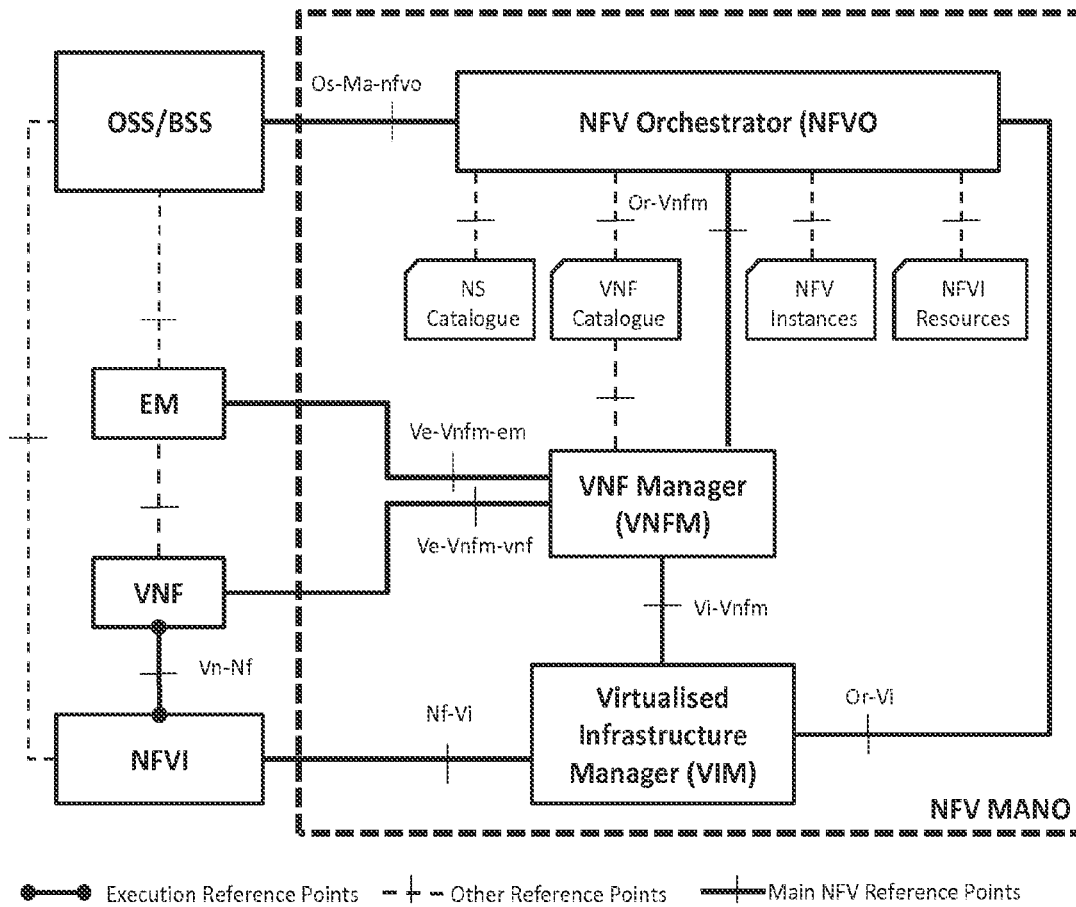 Os-Ma-nfvo
OSS/BSS
NFV Orchestrator (NFVO
Or-Vnfm
NS
Catalogue
VNF
Catalogue
NFV
Instances
NFVI
Resources
EM
Ve-Vnfm-em
VNF Manager
(VNFM)
Ve-Vnfm-vnf
VNF
Vi-Vnfm
Vn-Nf
Virtualised
Infrastructure
Manager (VIM)
Nf-Vi
Or-Vi
NFVI
NFV MANO
Execution Reference Points
Other Reference Points
Main NFV Reference Points